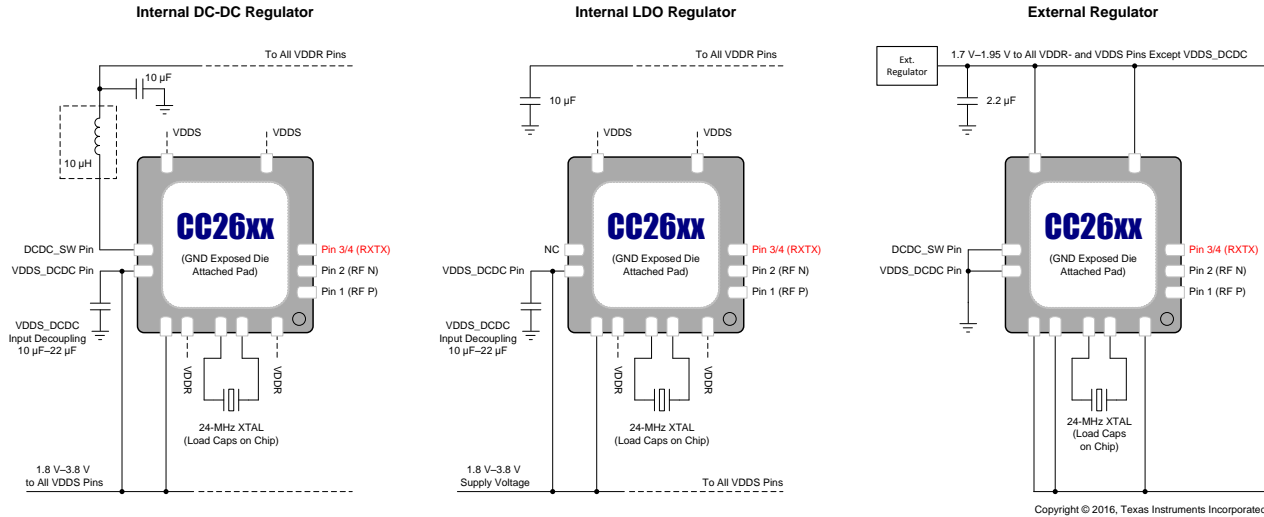 Internal DC-DC Regulator
To All VDDR Pins
10 µF
10 µH
VDDS
VDDS
CC26xx
(GND Exposed Die
Attached Pad)
DCDC_SW Pin
VDDS_DCDC Pin
Pin 3/4 (RXTX)
Pin 2 (RF N)
Pin 1 (RF P)
VDDS_DCDC
Input Decoupling
10 µF–22 µF
VDDR
VDDR
24-MHz XTAL
(Load Caps on Chip)
1.8 V–3.8 V
to All VDDS Pins
Internal LDO Regulator
To All VDDR Pins
10 µF
VDDS
VDDS
CC26xx
(GND Exposed Die
Attached Pad)
NC
VDDS_DCDC Pin
Pin 3/4 (RXTX)
Pin 2 (RF N)
Pin 1 (RF P)
VDDS_DCDC
Input Decoupling
10 µF–22 µF
VDDR
VDDR
24-MHz XTAL
(Load Caps on Chip)
1.8 V–3.8 V
Supply Voltage
To All VDDS Pins
External Regulator
Ext.
Regulator
1.7 V–1.95 V to All VDDR- and VDDS Pins Except VDDS_DCDC
2.2 µF
CC26xx
(GND Exposed Die
Attached Pad)
DCDC_SW Pin
VDDS_DCDC Pin
Pin 3/4 (RXTX)
Pin 2 (RF N)
Pin 1 (RF P)
24-MHz XTAL
(Load Caps
on Chip)
Copyright © 2016, Texas Instruments Incorporated